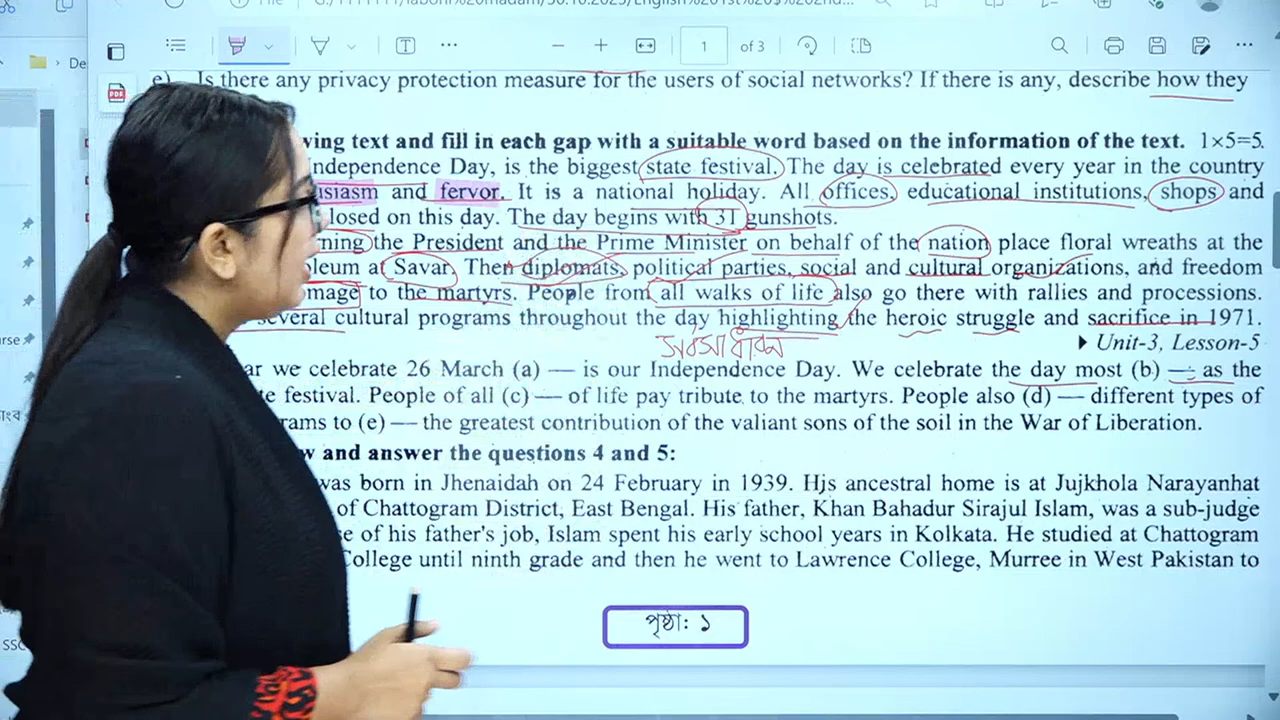 1 of 3
e) Is there any privacy protection measure for the users of social networks? If there is any, describe how they
wing text and fill in each gap with a suitable word based on the information of the text. 1×5=5.
Independence Day, is the biggest state festival. The day is celebrated every year in the country
usiasm and fervor. It is a national holiday. All offices, educational institutions, shops and
losed on this day. The day begins with 31 gunshots.
rning the President and the Prime Minister on behalf of the nation place floral wreaths at the
oleum at Savar. Then diplomats, political parties, social and cultural organizations, and freedom
omage to the martyrs. People from all walks of life also go there with rallies and processions.
several cultural programs throughout the day highlighting the heroic struggle and sacrifice in 1971.
সর্বসাধারন
Unit-3, Lesson-5
ar we celebrate 26 March (a) — is our Independence Day. We celebrate the day most (b) — as the
te festival. People of all (c) — of life pay tribute to the martyrs. People also (d) — different types of
rams to (e) — the greatest contribution of the valiant sons of the soil in the War of Liberation.
w and answer the questions 4 and 5:
was born in Jhenaidah on 24 February in 1939. Hjs ancestral home is at Jujkhola Narayanhat
of Chattogram District, East Bengal. His father, Khan Bahadur Sirajul Islam, was a sub-judge
se of his father's job, Islam spent his early school years in Kolkata. He studied at Chattogram
College until ninth grade and then he went to Lawrence College, Murree in West Pakistan to
পৃষ্ঠা: ১